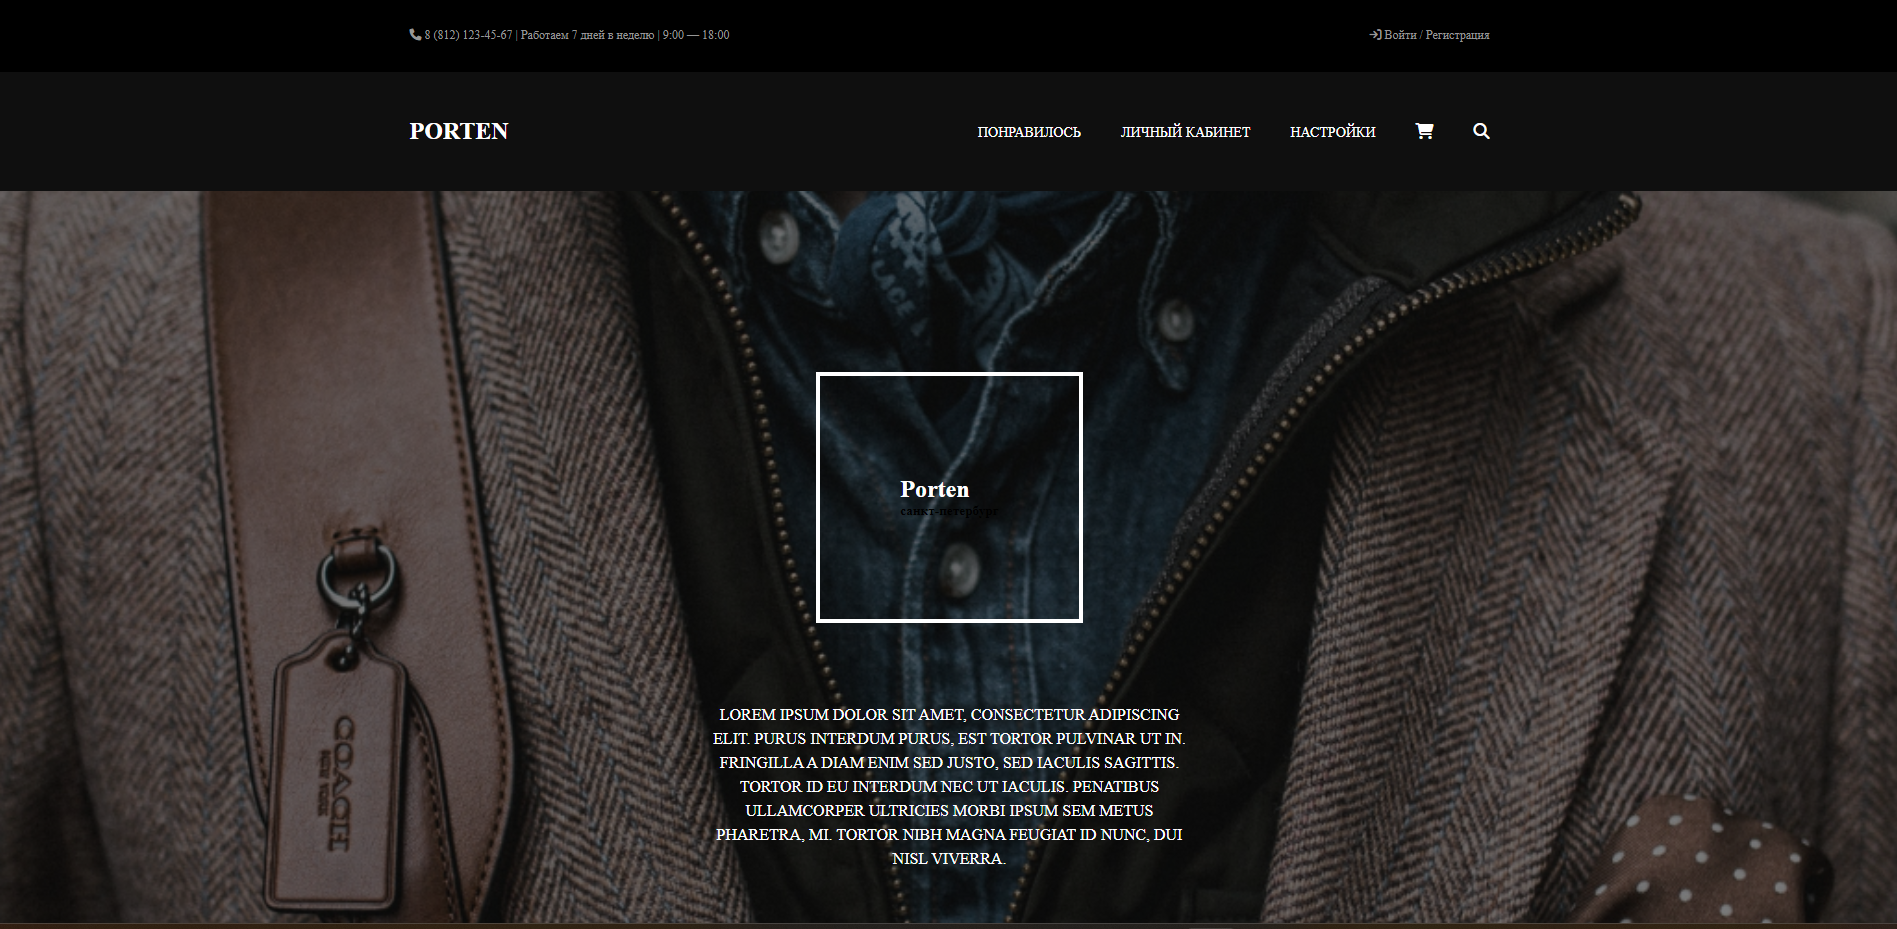 8 (812) 123-45-67 | Работаем 7 дней в неделю | 9:00 — 18:00
Войти / Регистрация
PORTEN
ПОНРАВИЛОСЬ
ЛИЧНЫЙ КАБИНЕТ
НАСТРОЙКИ
PLACE
Porten
санкт-петербург
LOREM IPSUM DOLOR SIT AMET, CONSECTETUR ADIPISCING
ELIT. PURUS INTERDUM PURUS, EST TORTOR PULVINAR UT IN.
FRINGILLA A DIAM ENIM SED JUSTO, SED IACULIS SAGITTIS.
TORTOR ID EU INTERDUM NEC UT IACULIS. PENATIBUS
ULLAMCORPER ULTRICIES MORBI IPSUM SEM METUS
PHARETRA, MI. TORTOR NIBH MAGNA FEUGIAT ID NUNC, DUI
NISL VIVERRA.
COACH
NEW YORK